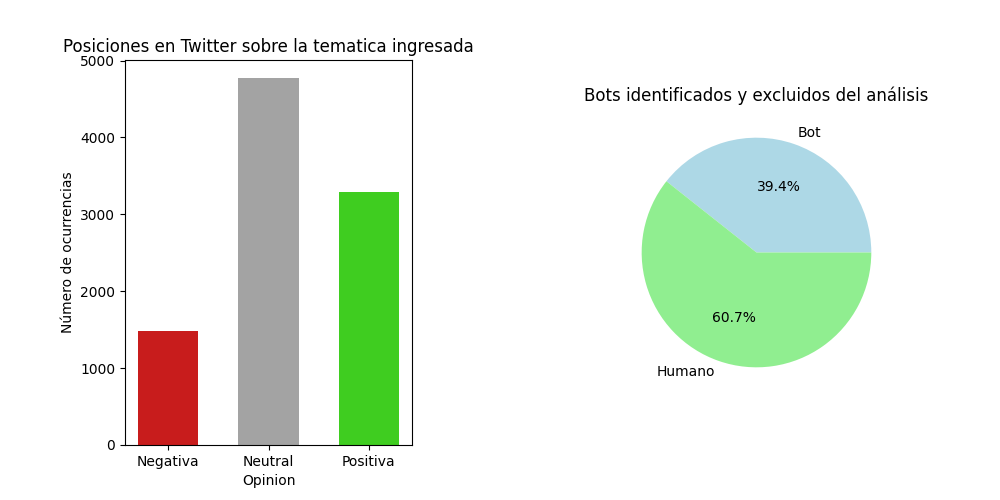 Posiciones en Twitter sobre la tematica ingresada
5000
4000
3000
2000
1000
0
Número de ocurrencias
Negativa
Neutral
Positiva
Opinion
Bots identificados y excluidos del análisis
Bot
39.4%
60.7%
Humano